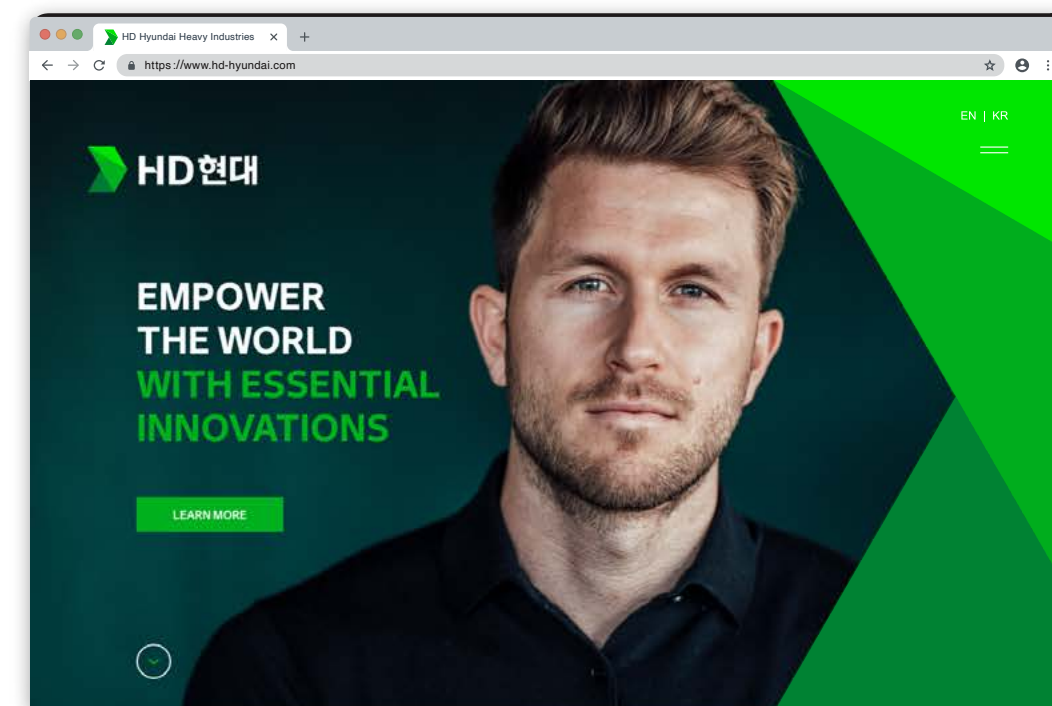 HD Hyundai Heavy Industries
https://www.hd-hyundai.com
EN | KR
HD현대
EMPOWER
THE WORLD
WITH ESSENTIAL
INNOVATIONS
LEARN MORE